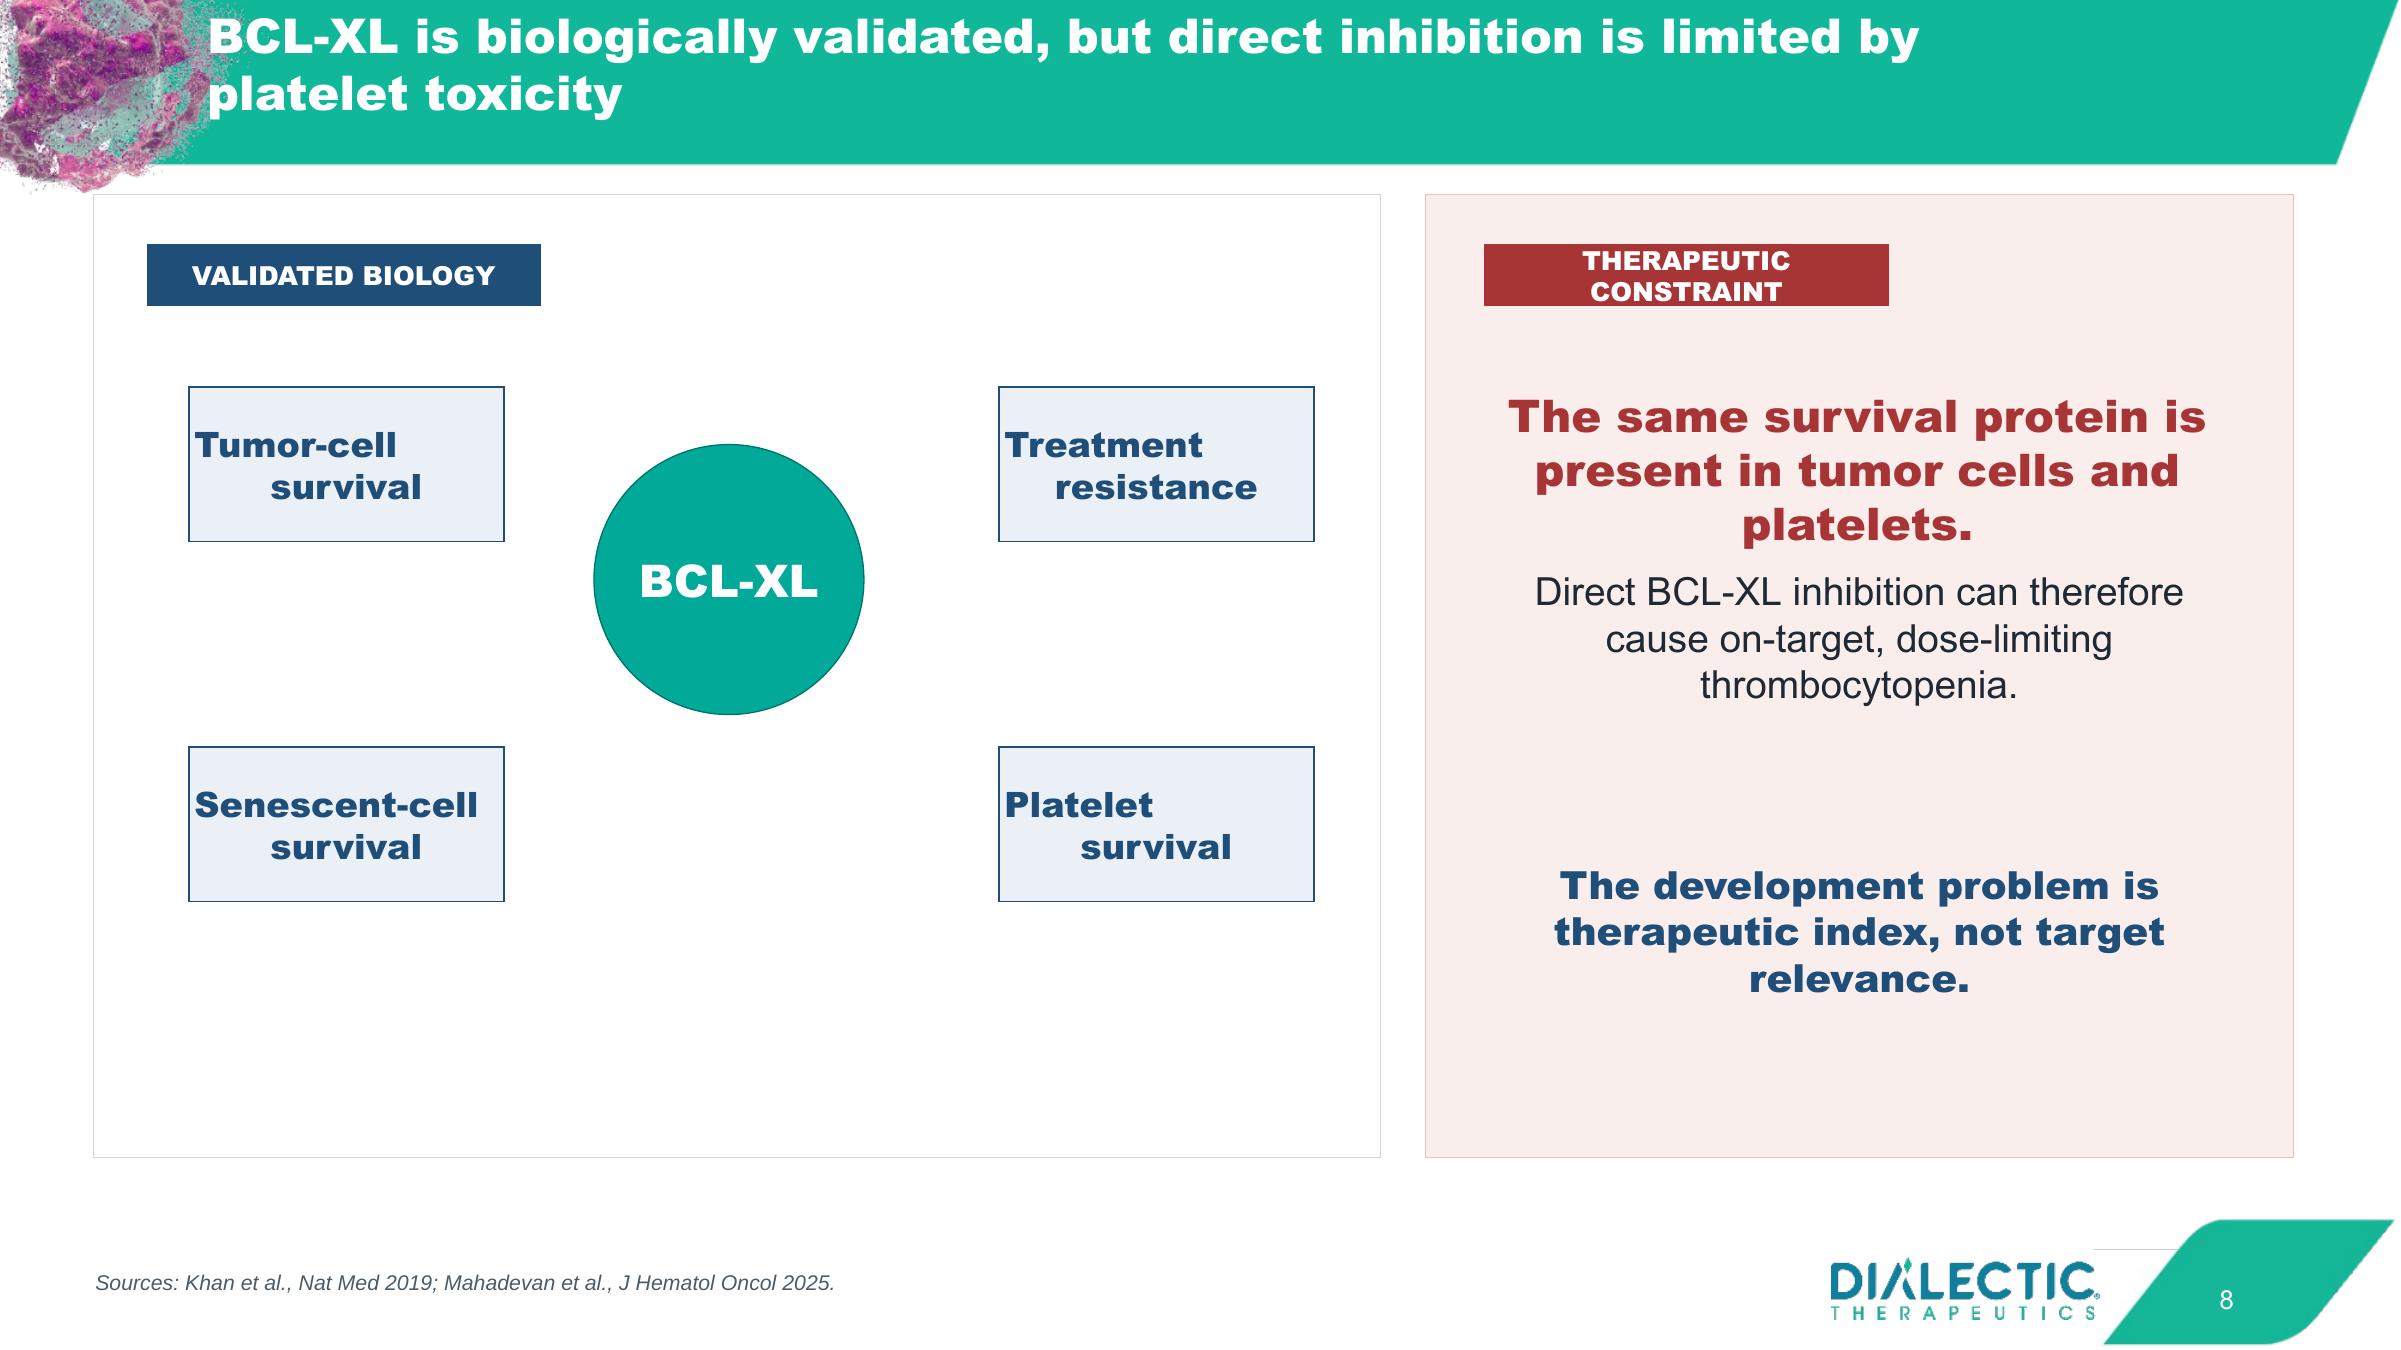 BCL-XL is biologically validated, but direct inhibition is limited by
platelet toxicity
VALIDATED BIOLOGY
Tumor-cell
survival
Treatment
resistance
BCL-XL
Senescent-cell
survival
Platelet
survival
THERAPEUTIC
CONSTRAINT
The same survival protein is
present in tumor cells and
platelets.
Direct BCL-XL inhibition can therefore
cause on-target, dose-limiting
thrombocytopenia.
The development problem is
therapeutic index, not target
relevance.
Sources: Khan et al., Nat Med 2019; Mahadevan et al., J Hematol Oncol 2025.
DIALECTIC®
THERAPEUTICS
8